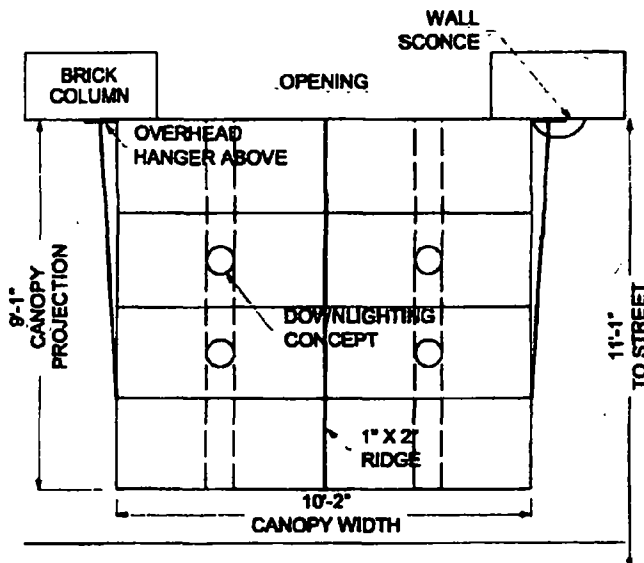 WALL
SCONCE
BRICK
COLUMN
OPENING
OVERHEAD
HANGER ABOVE
9'-1"
CANOPY
PROJECTION
DOWNLIGHTING
CONCEPT
11'-1"
TO STREET
1" X 2"
RIDGE
10'-2"
CANOPY WIDTH